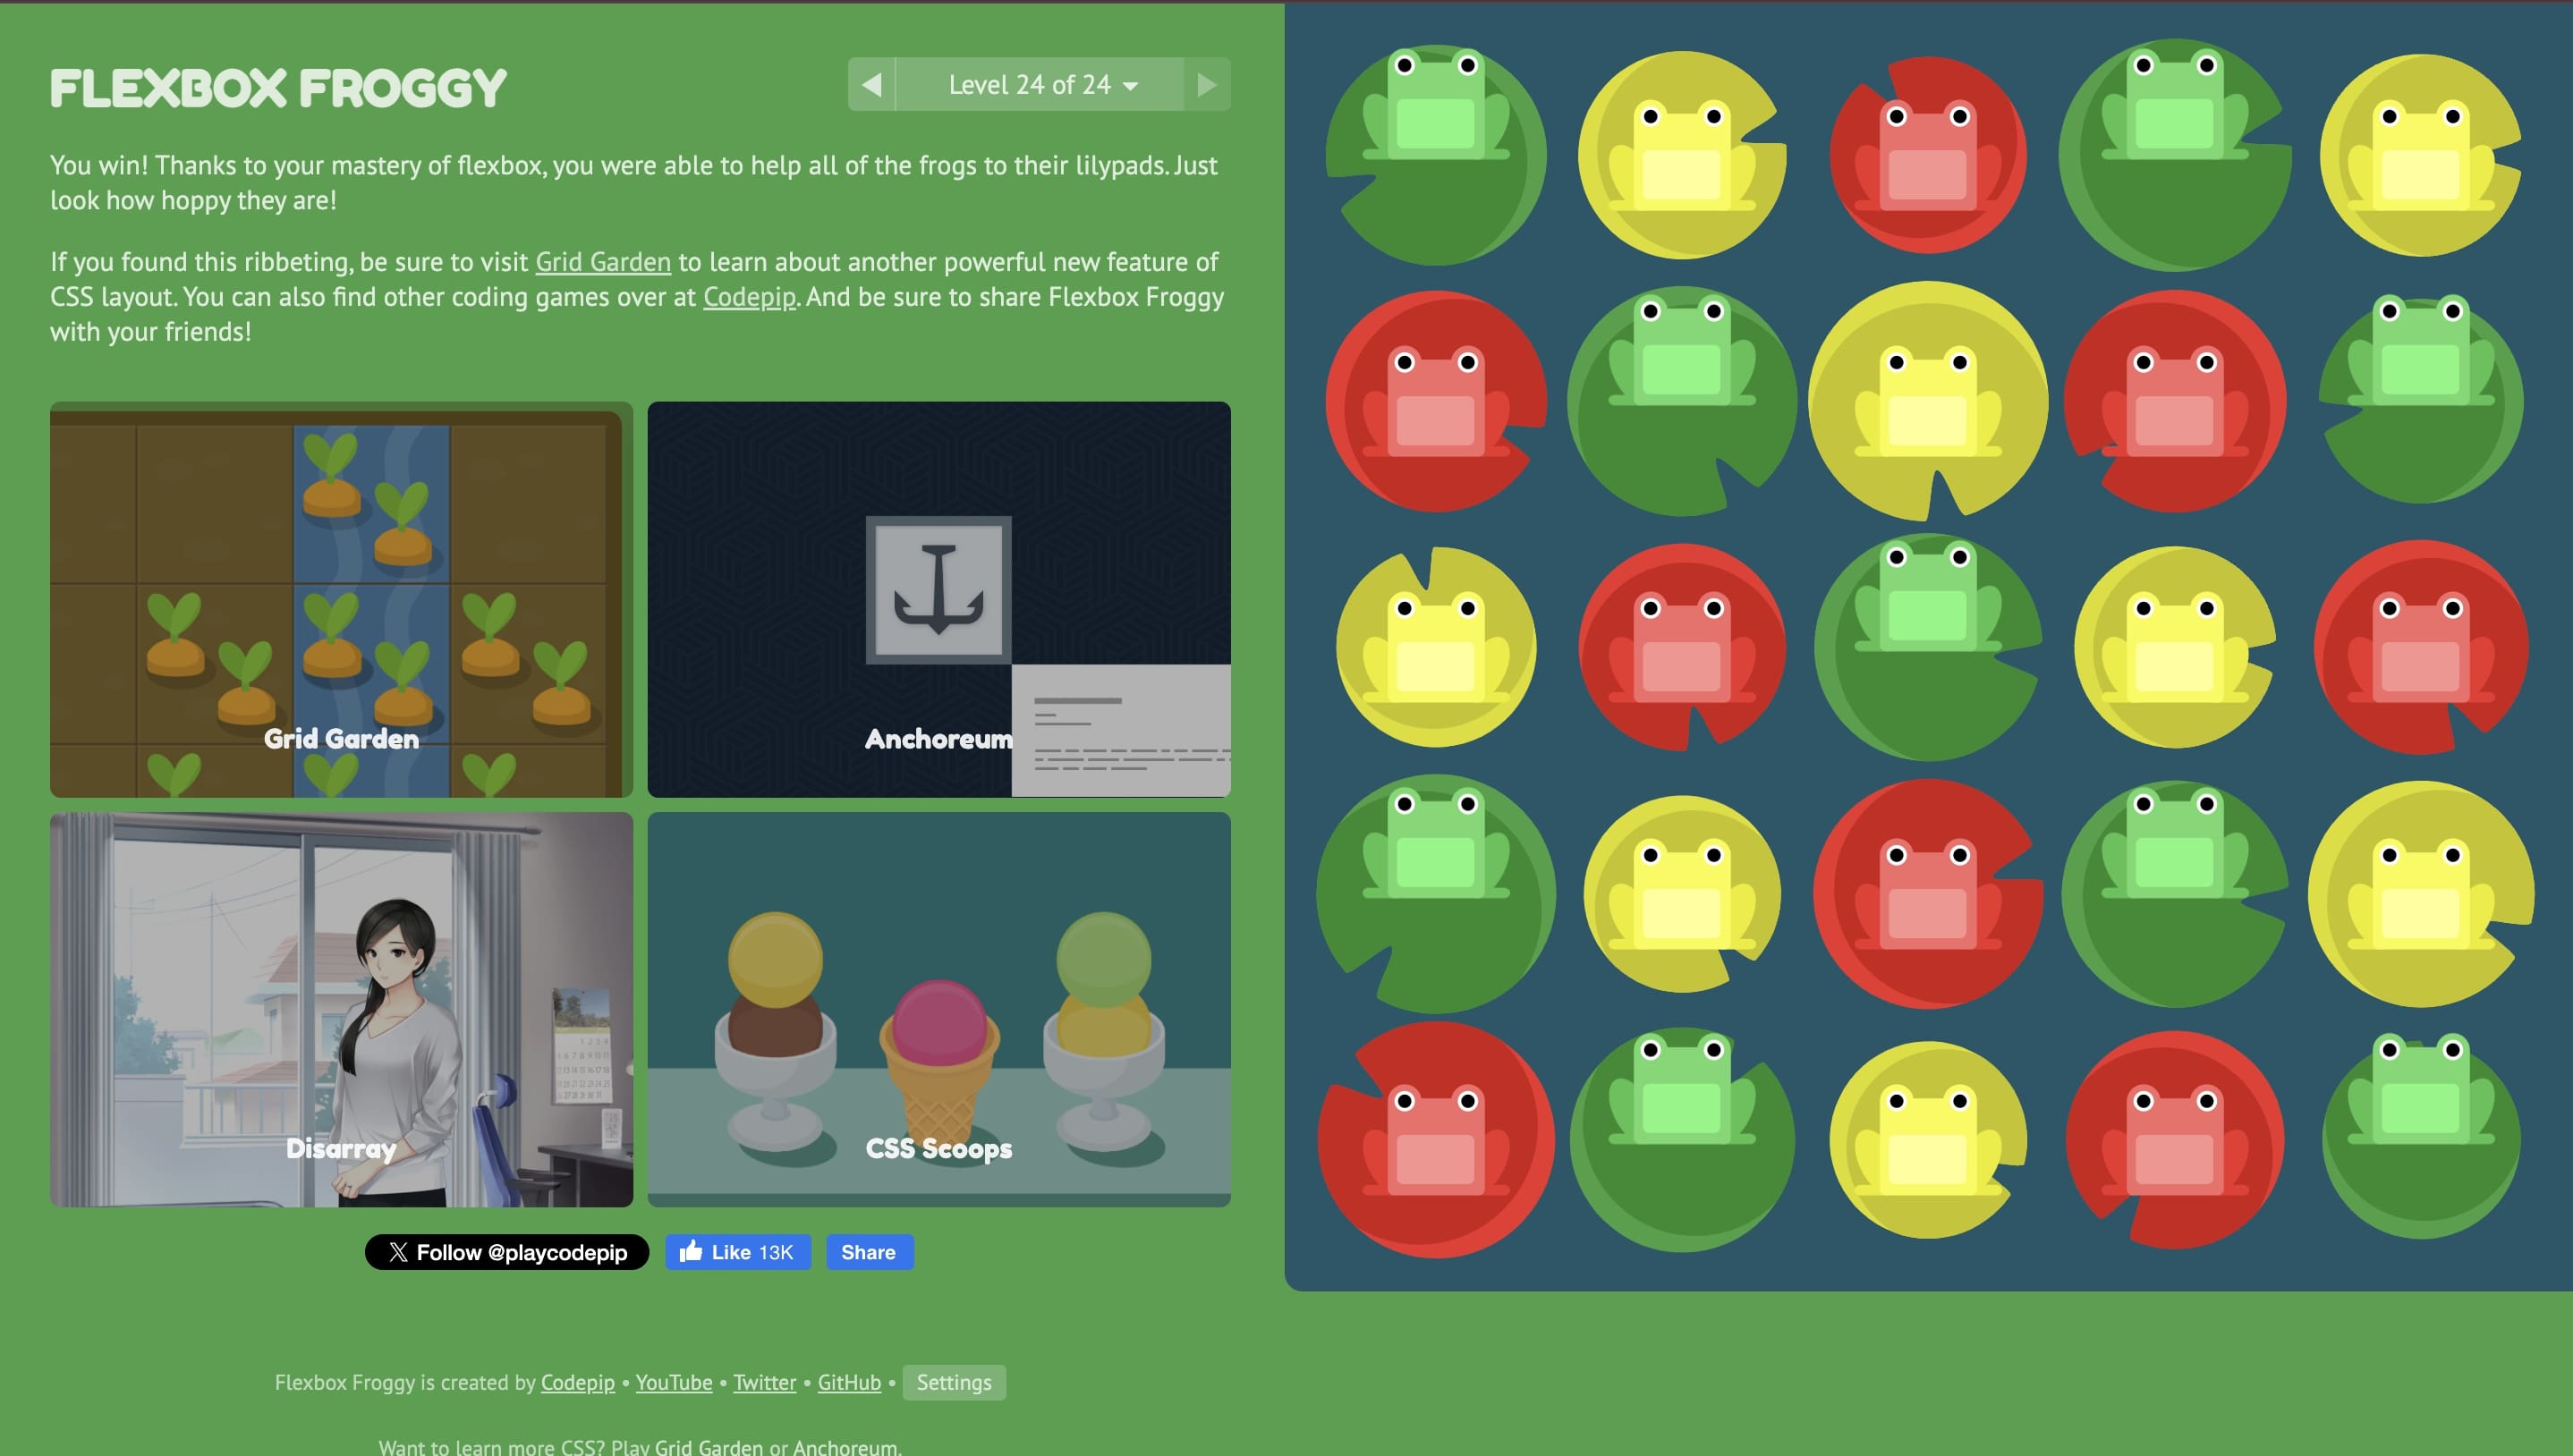 FLEXBOX FROGGY
Level 24 of 24
You win! Thanks to your mastery of flexbox, you were able to help all of the frogs to their lilypads. Just
look how hoppy they are!
If you found this ribbeting, be sure to visit Grid Garden to learn about another powerful new feature of
CSS layout. You can also find other coding games over at Codepip. And be sure to share Flexbox Froggy
with your friends!
Grid Garden
Anchoreum
Disarray
CSS Scoops
Follow @playcodepip
Like 13K
Share
Flexbox Froggy is created by Codepip • YouTube • Twitter • GitHub • Settings
Want to learn more CSS? Play Grid Garden or Anchoreum.